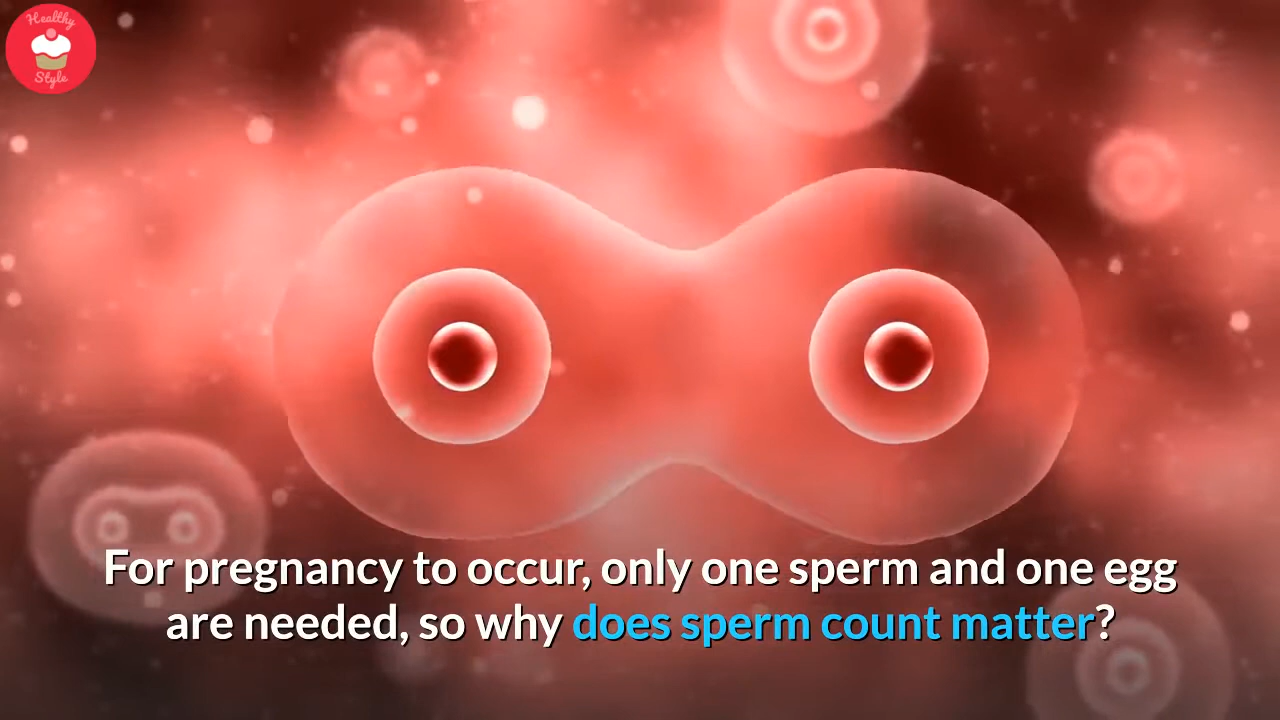 Healthy
Style
For pregnancy to occur, only one sperm and one egg
are needed, so why does sperm count matter?